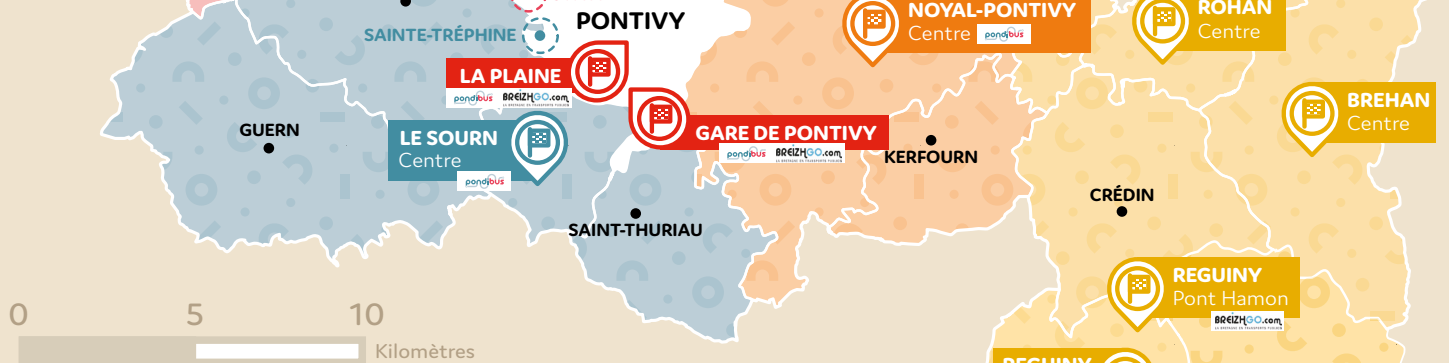 NOYAL-PONTIVY
Centre pondibus
ROHAN
Centre
PONTIVY
SAINTE-TRÉPHINE
LA PLAINE
pondibus BREIZHGO.com
BREHAN
Centre
GUERN
LE SOURN
Centre
pondibus
GARE DE PONTIVY
pondibus BREIZHGO.com
KERFOURN
CRÉDIN
SAINT-THURIAU
REGUINY
Pont Hamon
BREIZHGO.com
0 5 10
Kilomètres
REGUINY